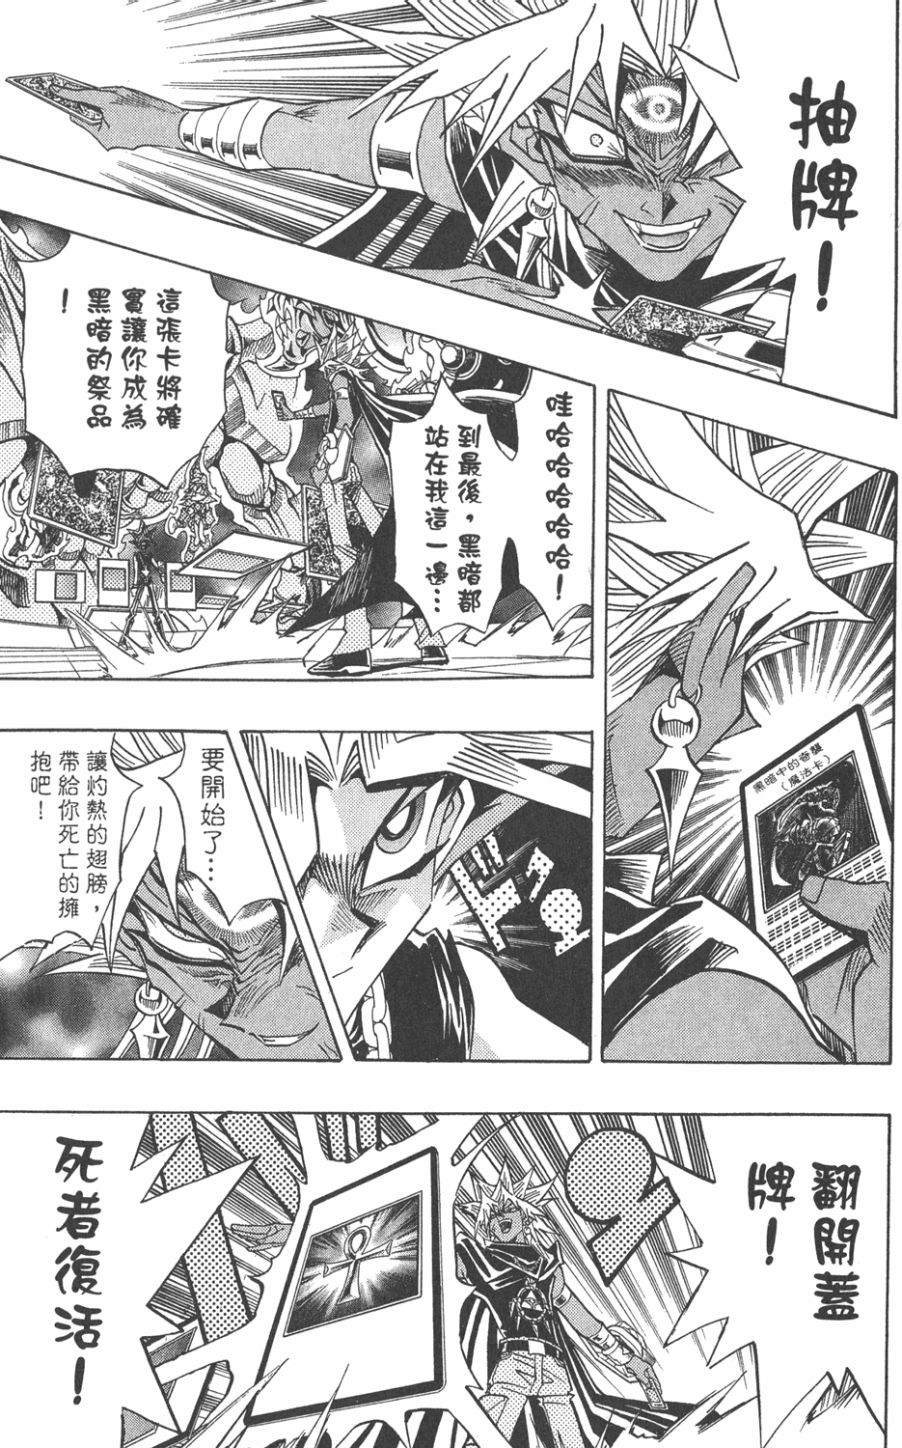 抽牌！
哇哈哈哈哈哈！
到最後，黑暗都
站在我這一邊…
這張卡將確
實讓你成為
黑暗的祭品
！
黑暗中的奇襲
（魔法卡）
ドクン
要開始了…
讓灼熱的翅膀，
帶給你死亡的擁
抱吧！
翻開蓋
牌！
死者復活！